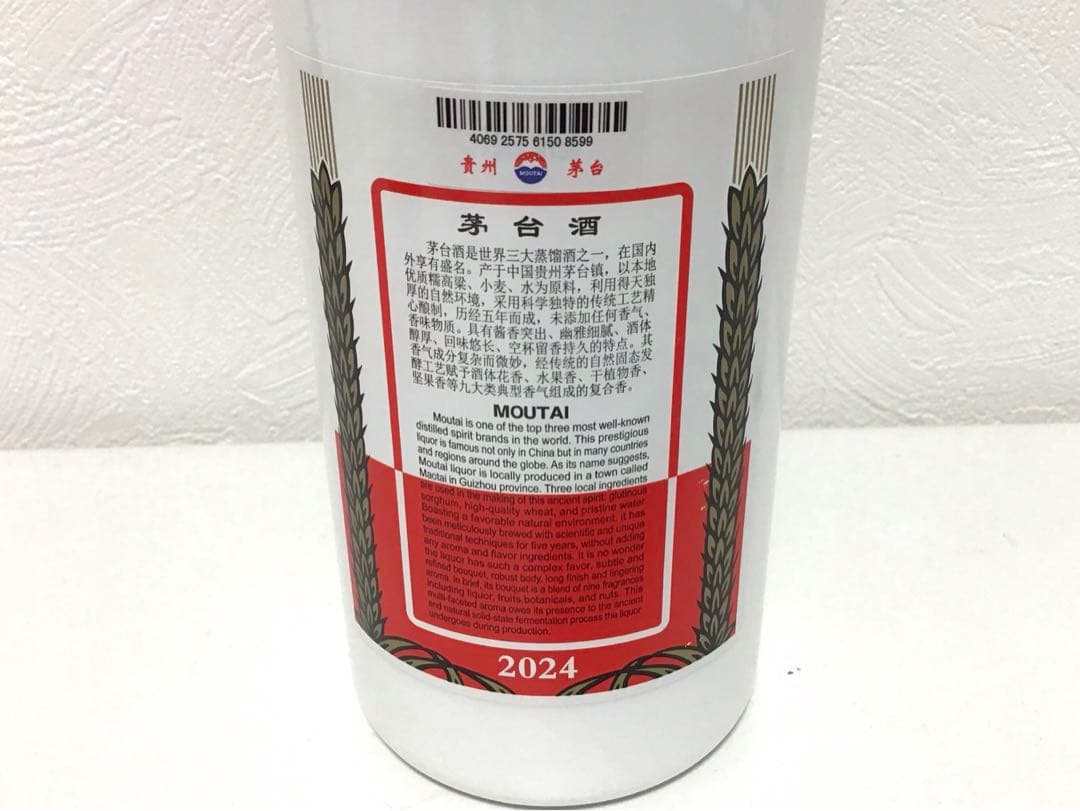 4069 2575 6150 8599
貴州 MOUTAI 茅台
茅台酒
茅台酒是世界三大蒸馏酒之一，在国内
外享有盛名。产于中国贵州茅台镇，以本地
优质糯高粱、小麦、水为原料，利用得天独
厚的自然环境，采用科学独特的传统工艺精
心酿制，历经五年而成，未添加任何香气、
香味物质。具有酱香突出、幽雅细腻、酒体
醇厚、回味悠长、空杯留香持久的特点。其
香气成分复杂而微妙，经传统的自然固态发
酵工艺赋予酒体花香、水果香、干植物香、
坚果香等九大类典型香气组成的复合香。
MOUTAI
Moutai is one of the top three most well-known
distilled spirit brands in the world. This prestigious
liquor is famous not only in China but in many countries
and regions around the globe. As its name suggests,
Moutai liquor is locally produced in a town called
Maotai in Guizhou province. Three local ingredients
are used in the making of this ancient spirit: glutinous
sorghum, high-quality wheat, and pristine water.
Boasting a favorable natural environment, it has
been meticulously brewed with scientific and unique
traditional techniques for five years, without adding
any aroma and flavor ingredients. It is no wonder
the liquor has such a complex favor, subtle and
refined bouquet, robust body, long finish and lingering
aroma. In brief, its bouquet is a blend of nine fragrances
including liquor, fruits, botanicals, and nuts. This
multi-faceted aroma owes its presence to the ancient
and natural solid-state fermentation process the liquor
undergoes during production.
2024